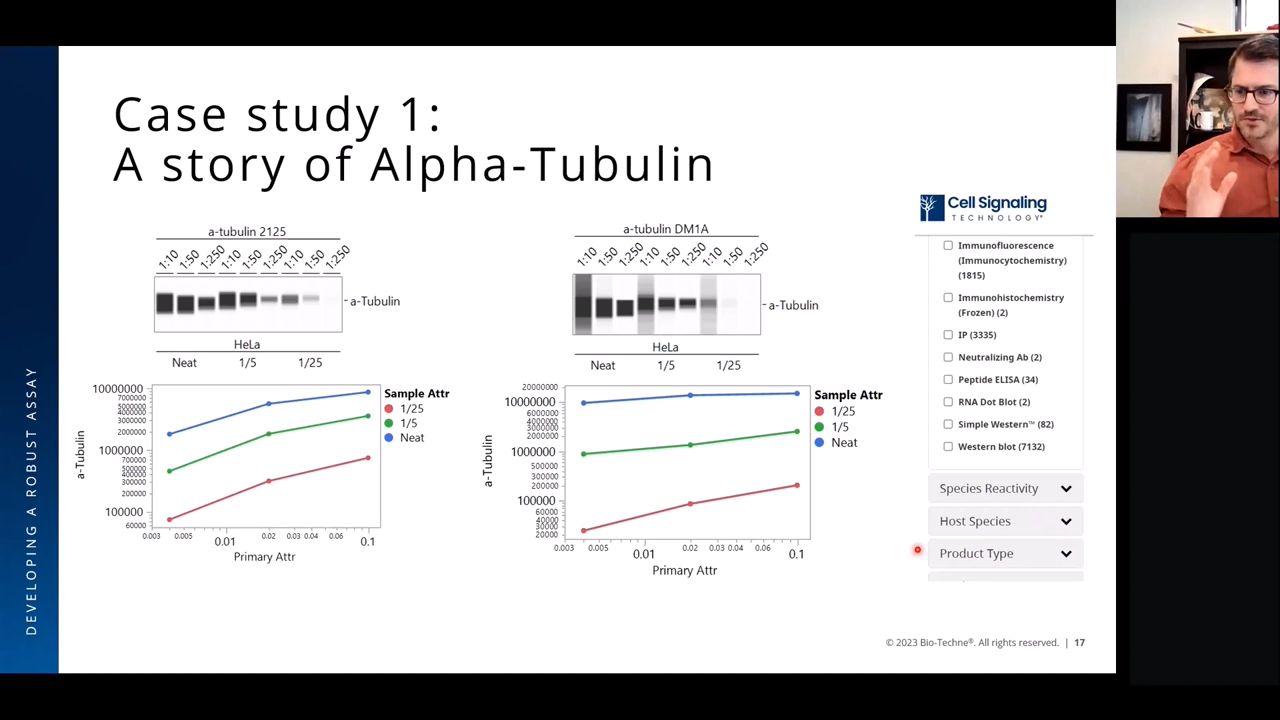 DEVELOPING A ROBUST ASSAY
Case study 1:
A story of Alpha-Tubulin
a-tubulin 2125
1:10 1:50 1:250 1:10 1:50 1:250 1:10 1:50 1:250
a-Tubulin
HeLa
Neat 1/5 1/25
a-Tubulin
10000000
7000000
5000000
4000000
3000000
2000000
1000000
700000
500000
400000
300000
200000
100000
60000
0.003 0.005 0.01 0.02 0.03 0.04 0.06 0.1
Primary Attr
Sample Attr
1/25
1/5
Neat
a-tubulin DM1A
1:10 1:50 1:250 1:10 1:50 1:250 1:10 1:50 1:250
a-Tubulin
HeLa
Neat 1/5 1/25
a-Tubulin
20000000
10000000
6000000
4000000
3000000
2000000
1000000
500000
300000
200000
100000
60000
40000
30000
20000
0.003 0.005 0.01 0.02 0.03 0.04 0.06 0.1
Primary Attr
Sample Attr
1/25
1/5
Neat
Cell Signaling
TECHNOLOGY®
Immunofluorescence
(Immunocytochemistry)
(1815)
Immunohistochemistry
(Frozen) (2)
IP (3335)
Neutralizing Ab (2)
Peptide ELISA (34)
RNA Dot Blot (2)
Simple Western™ (82)
Western blot (7132)
Species Reactivity
Host Species
Product Type
© 2023 Bio-Techne®. All rights reserved. | 17